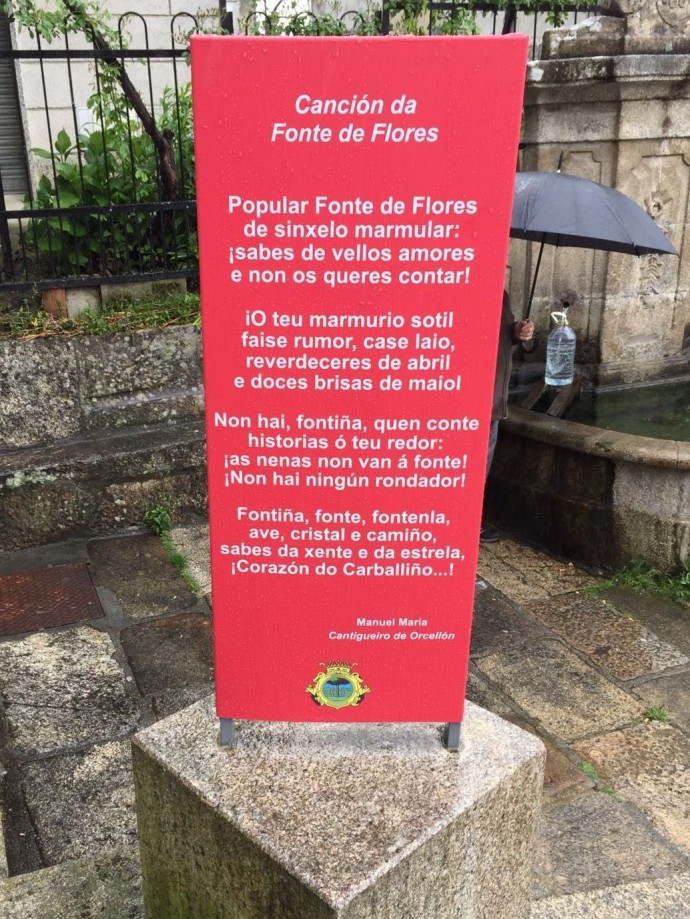 Canción da
Fonte de Flores
Popular Fonte de Flores
de sinxelo marmular:
¡sabes de vellos amores
e non os queres contar!
¡O teu marmurio sotil
faise rumor, case laio,
reverdeceres de abril
e doces brisas de maiol
Non hai, fontiña, quen conte
historias ó teu redor:
¡as nenas non van á fonte!
¡Non hai ningún rondador!
Fontiña, fonte, fontenla,
ave, cristal e camiño,
sabes da xente e da estrela,
¡Corazón do Carballiño...!
Manuel María
Cantigueiro de Orcellón